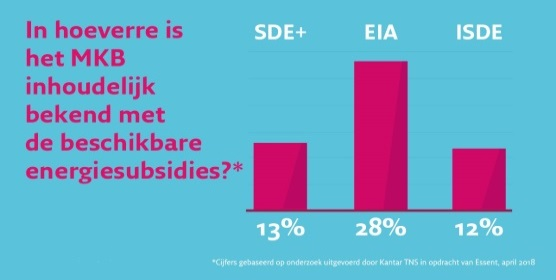 In hoeverre is
het MKB
inhoudelijk
bekend met
de beschikbare
energiesubsidies?*
SDE+ EIA ISDE
13% 28% 12%
*Cijfers gebaseerd op onderzoek uitgevoerd door Kantar TNS in opdracht van Essent, april 2018